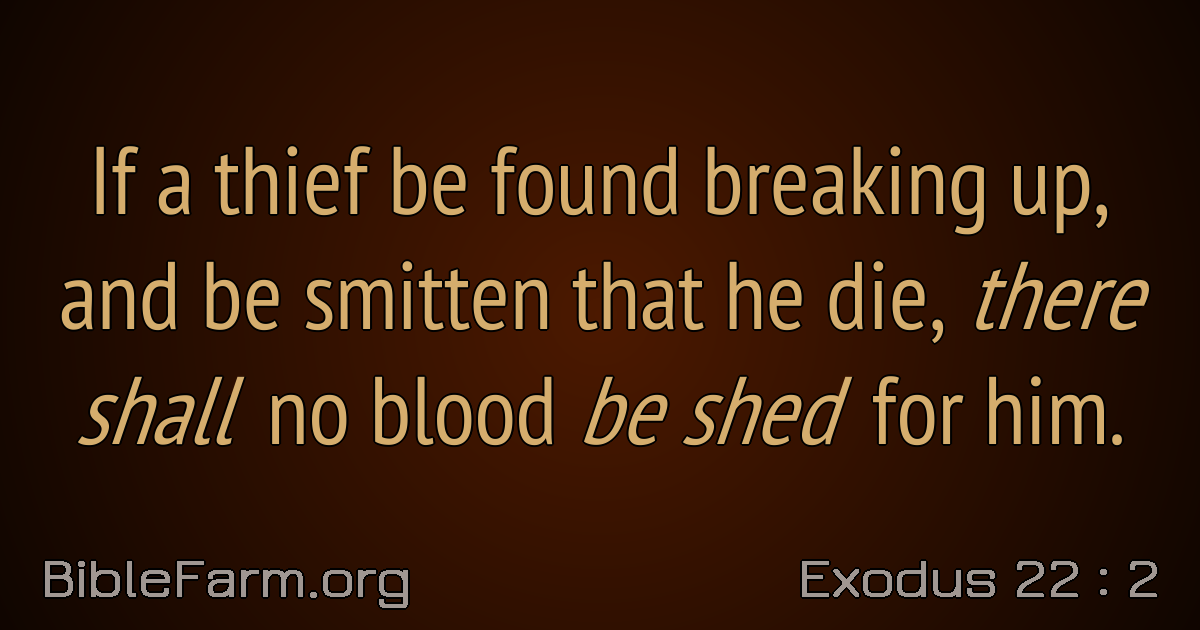 If a thief be found breaking up,
and be smitten that he die, there
shall no blood be shed for him.
BibleFarm.org
Exodus 22 : 2